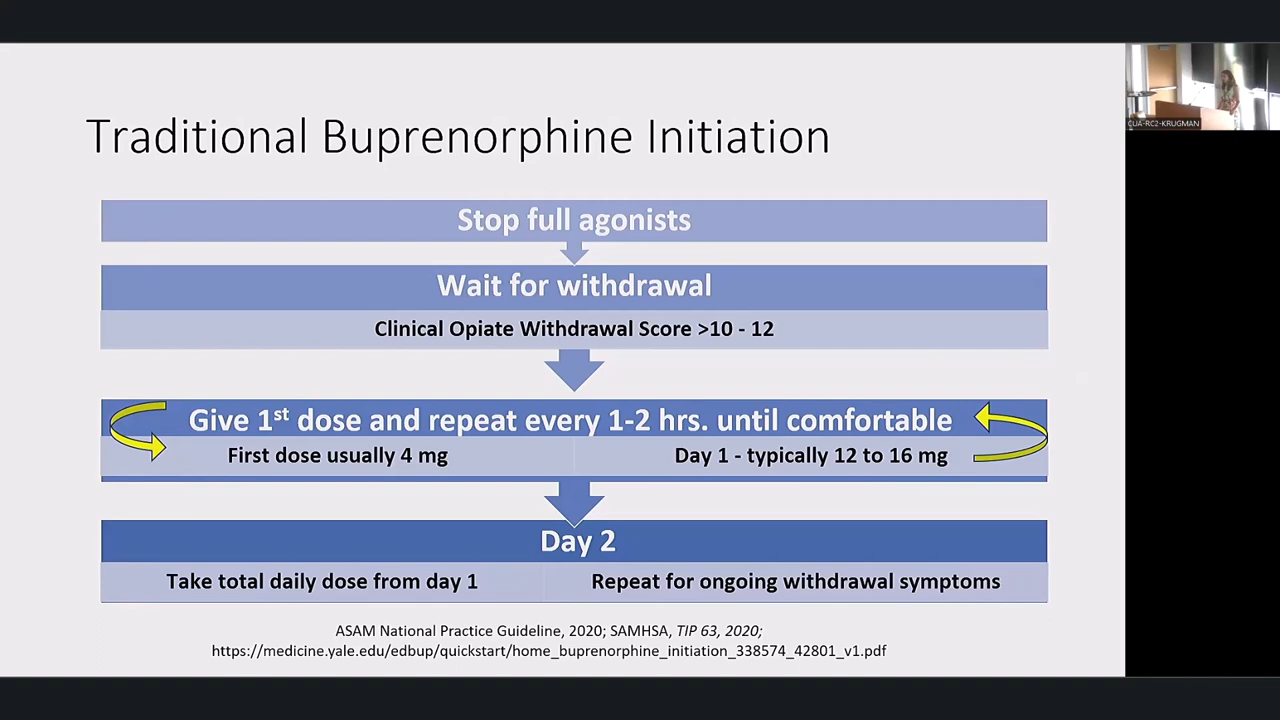 Traditional Buprenorphine Initiation
Stop full agonists
Wait for withdrawal
Clinical Opiate Withdrawal Score >10 - 12
Give 1st dose and repeat every 1-2 hrs. until comfortable
First dose usually 4 mg
Day 1 - typically 12 to 16 mg
Day 2
Take total daily dose from day 1
Repeat for ongoing withdrawal symptoms
ASAM National Practice Guideline, 2020; SAMHSA, TIP 63, 2020;
https://medicine.yale.edu/edbup/quickstart/home_buprenorphine_initiation_338574_42801_v1.pdf
CUA-RC2-KRUGMAN